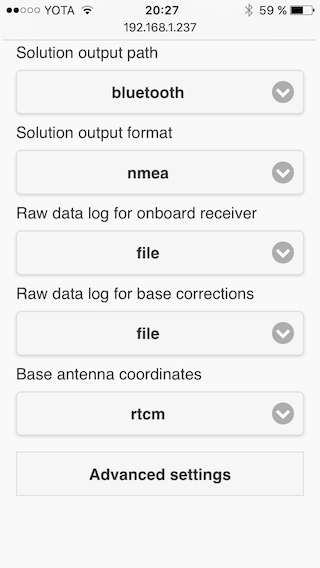 YOTA 20:27 59 %
192.168.1.237
Solution output path
bluetooth
Solution output format
nmea
Raw data log for onboard receiver
file
Raw data log for base corrections
file
Base antenna coordinates
rtcm
Advanced settings